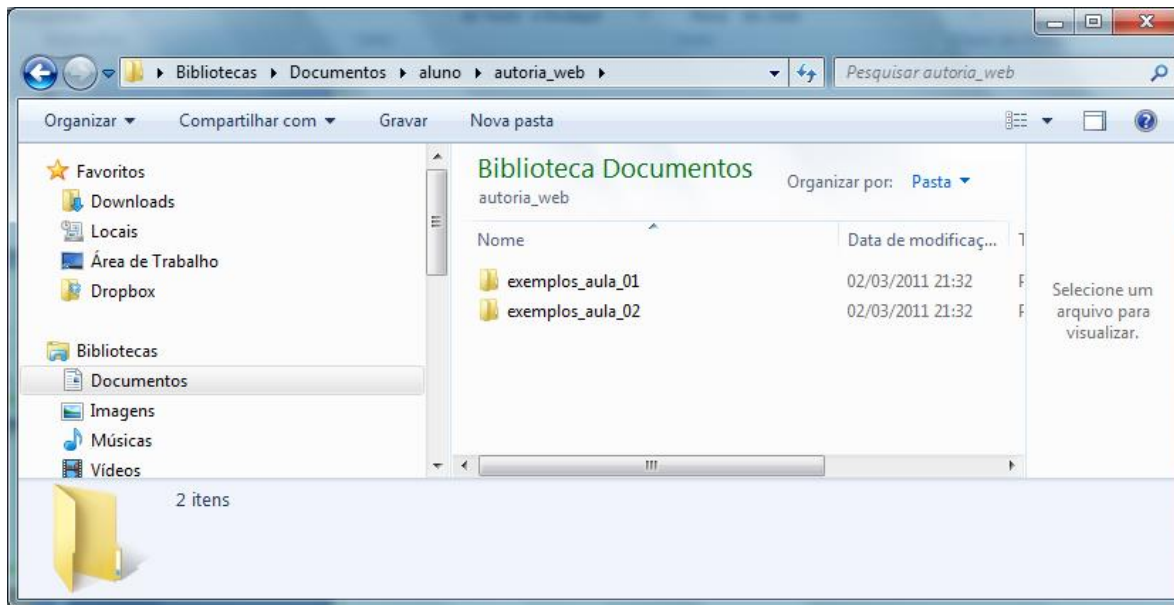 Bibliotecas Documentos aluno autoria_web
Pesquisar autoria_web
Organizar Compartilhar com Gravar Nova pasta
Favoritos
Downloads
Locais
Área de Trabalho
Dropbox
Bibliotecas
Documentos
Imagens
Músicas
Vídeos
Biblioteca Documentos
autoria_web
Organizar por: Pasta
Nome Data de modificaç...
exemplos_aula_01 02/03/2011 21:32
exemplos_aula_02 02/03/2011 21:32
Selecione um
arquivo para
visualizar.
2 itens